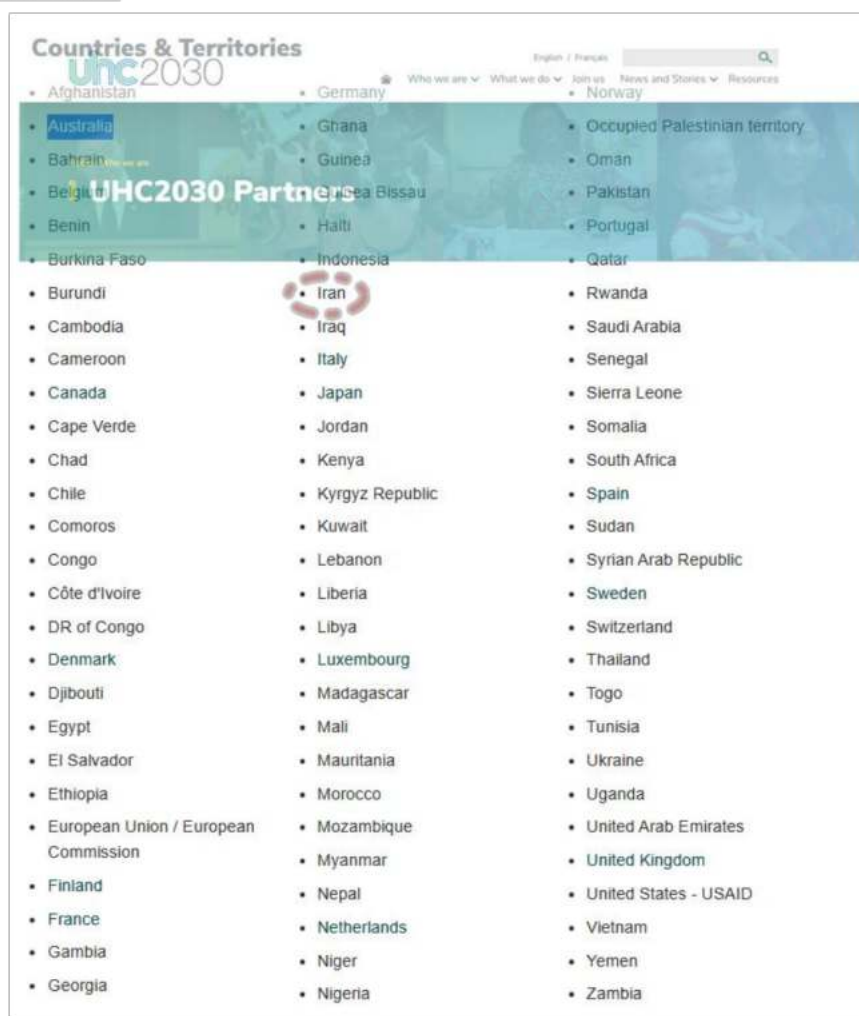 Countries & Territories
uhc2030
English / Français
Who we are
What we do
Join us
News and Stories
Resources
UHC2030 Partners
• Afghanistan
• Australia
• Bahrain
• Belgium
• Benin
• Burkina Faso
• Burundi
• Cambodia
• Cameroon
• Canada
• Cape Verde
• Chad
• Chile
• Comoros
• Congo
• Côte d'Ivoire
• DR of Congo
• Denmark
• Djibouti
• Egypt
• El Salvador
• Ethiopia
• European Union / European
Commission
• Finland
• France
• Gambia
• Georgia
• Germany
• Ghana
• Guinea
• Guinea Bissau
• Haiti
• Indonesia
• Iran
• Iraq
• Italy
• Japan
• Jordan
• Kenya
• Kyrgyz Republic
• Kuwait
• Lebanon
• Liberia
• Libya
• Luxembourg
• Madagascar
• Mali
• Mauritania
• Morocco
• Mozambique
• Myanmar
• Nepal
• Netherlands
• Niger
• Nigeria
• Norway
• Occupied Palestinian territory
• Oman
• Pakistan
• Portugal
• Qatar
• Rwanda
• Saudi Arabia
• Senegal
• Sierra Leone
• Somalia
• South Africa
• Spain
• Sudan
• Syrian Arab Republic
• Sweden
• Switzerland
• Thailand
• Togo
• Tunisia
• Ukraine
• Uganda
• United Arab Emirates
• United Kingdom
• United States - USAID
• Vietnam
• Yemen
• Zambia